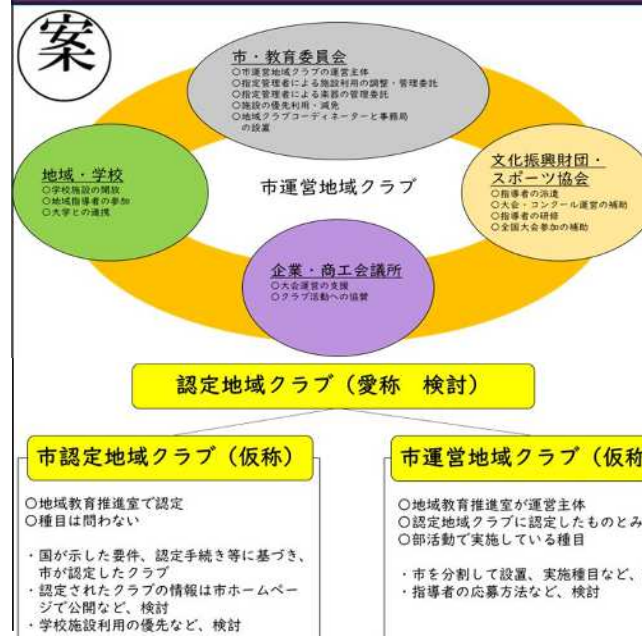 案
市・教育委員会
○市運営地域クラブの運営主体
○指定管理者による施設利用の調整・管理委託
○指定管理者による楽器の管理委託
○施設の優先利用・減免
○地域クラブコーディネーターと事務局
の設置
地域・学校
○学校施設の開放
○地域指導者の参加
○大学との連携
市運営地域クラブ
文化振興財団・
スポーツ協会
○指導者の派遣
○大会・コンクール運営の補助
○指導者の研修
○全国大会参加の補助
企業・商工会議所
○大会運営の支援
○クラブ活動への協賛
認定地域クラブ（愛称　検討）
市認定地域クラブ（仮称）
○地域教育推進室で認定
○種目は問わない
・国が示した要件、認定手続き等に基づき、
市が認定したクラブ
・認定されたクラブの情報は市ホームペー
ジで公開など、検討
・学校施設利用の優先など、検討
市運営地域クラブ（仮称
○地域教育推進室が運営主体
○認定地域クラブに認定したものとみ
○部活動で実施している種目
・市を分割して設置、実施種目など、
・指導者の応募方法など、検討